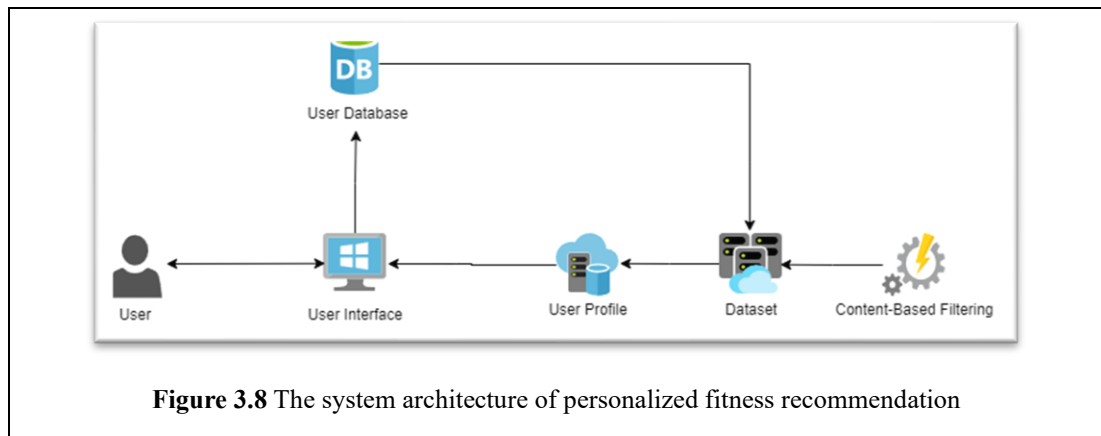 DB
User Database
User
User Interface
User Profile
Dataset
Content-Based Filtering
Figure 3.8 The system architecture of personalized fitness recommendation